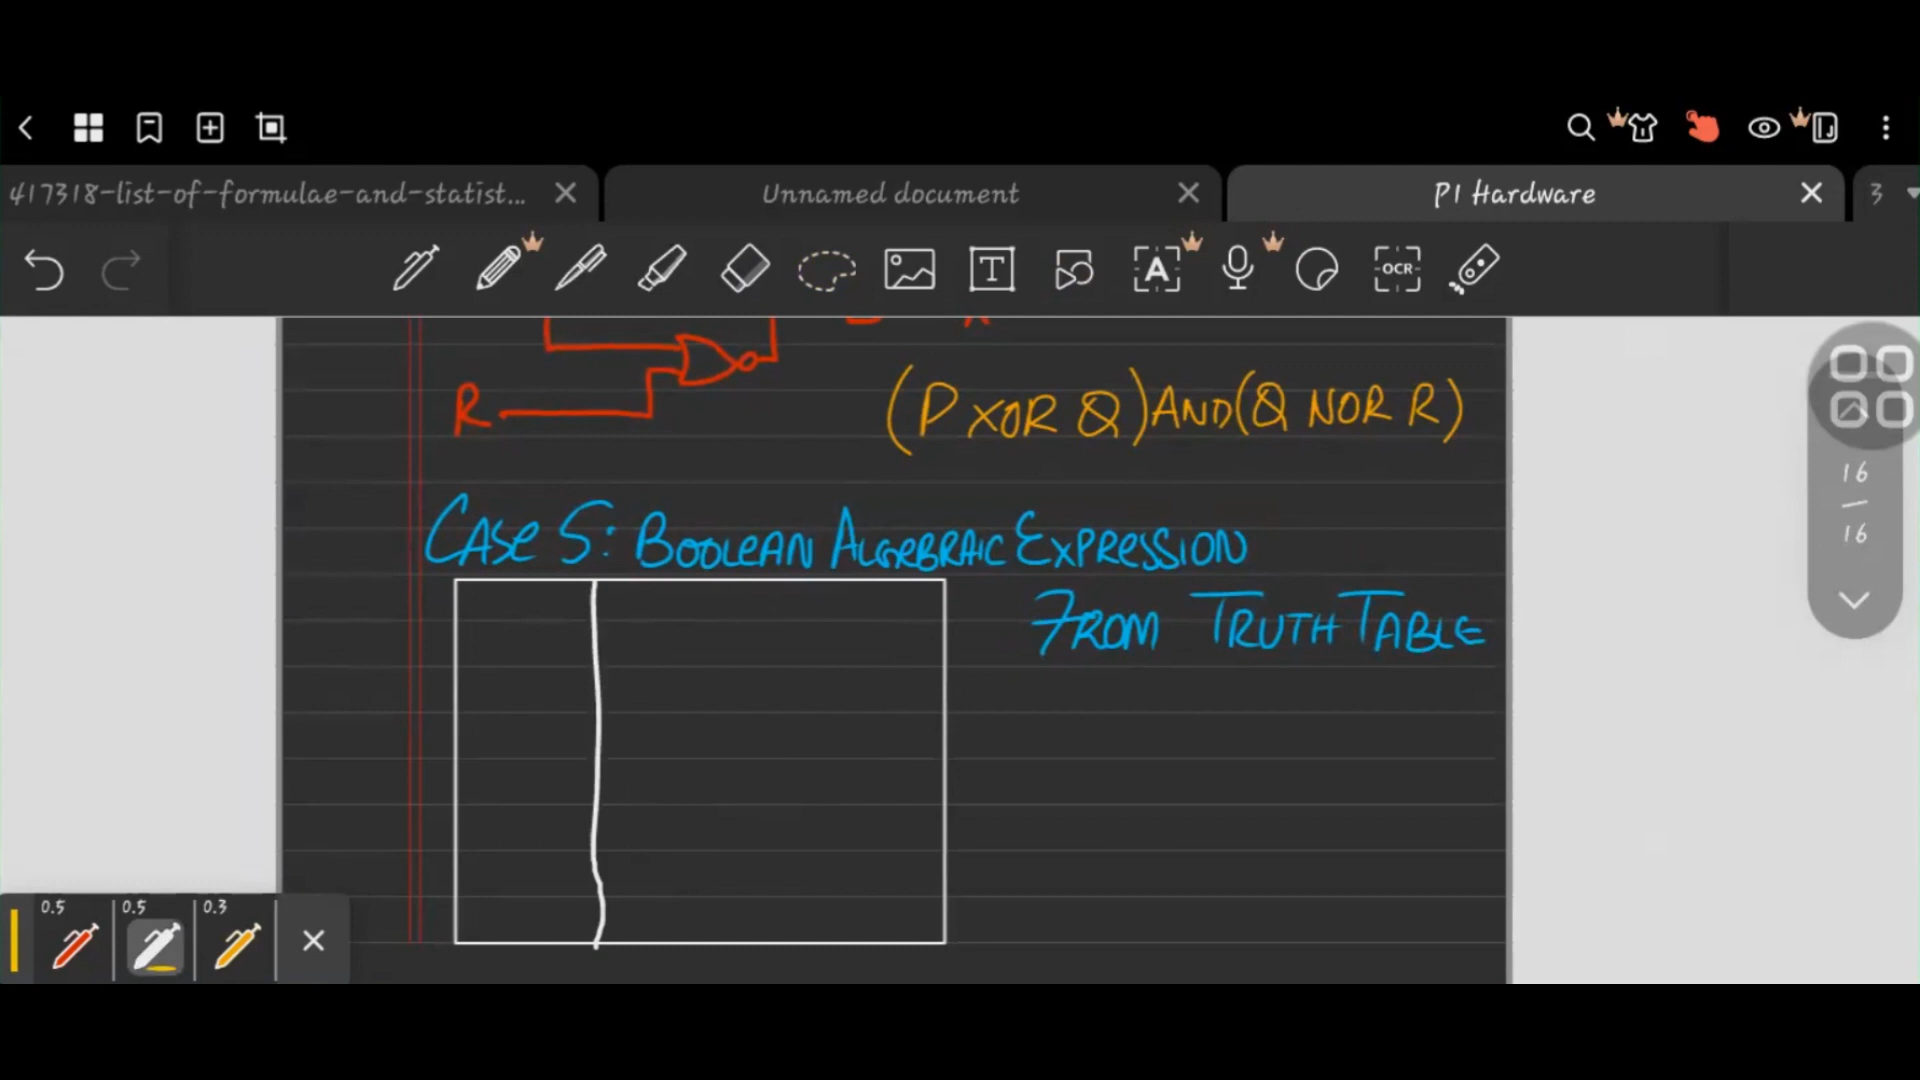 417318-list-of-formulae-and-statist...
Unnamed document
P1 Hardware
3
T
A
OCR
R
(P XOR Q) AND (Q NOR R)
16
16
CASE 5: BOOLEAN ALGEBRAIC EXPRESSION
FROM TRUTH TABLE
0.5
0.5
0.3